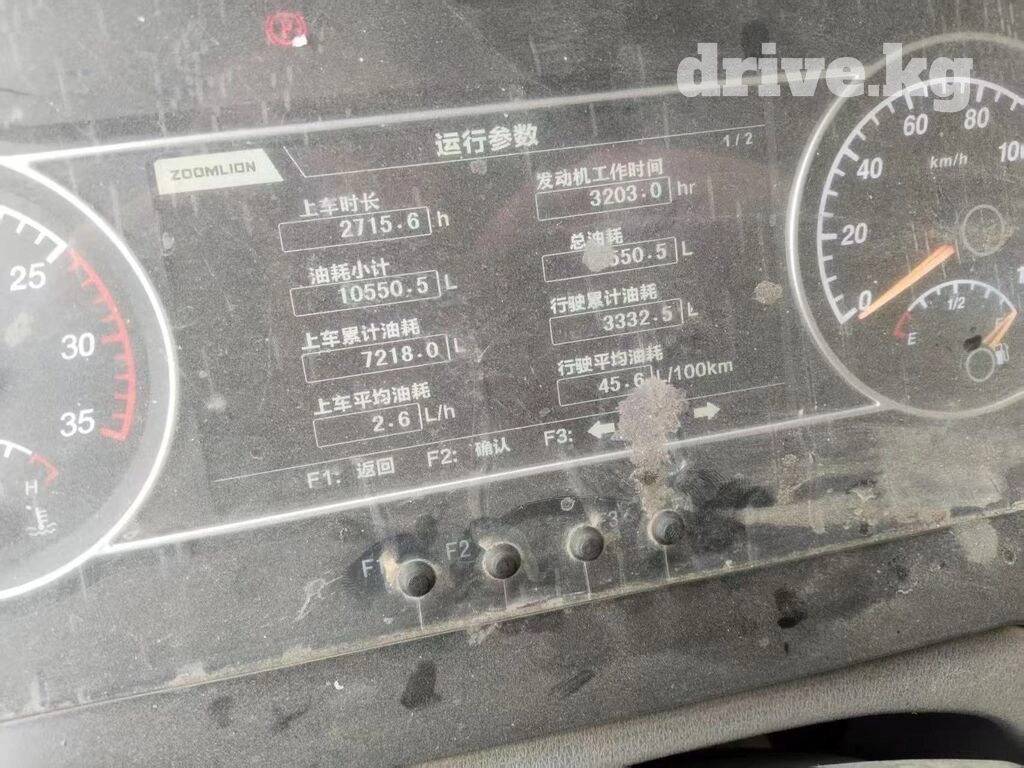 drive.kg
ZOOMLION
运行参数
1/2
上车时长
2715.6 h
发动机工作时间
3203.0 hr
油耗小计
10550.5 L
总油耗
550.5 L
上车累计油耗
7218.0 L
行驶累计油耗
3332.5 L
上车平均油耗
2.6 L/h
行驶平均油耗
45.6 L/100km
F1: 返回
F2: 确认
F3:
F1
F2
F3
25
30
35
H
0
20
40
60
80
km/h
E
1/2
F
P